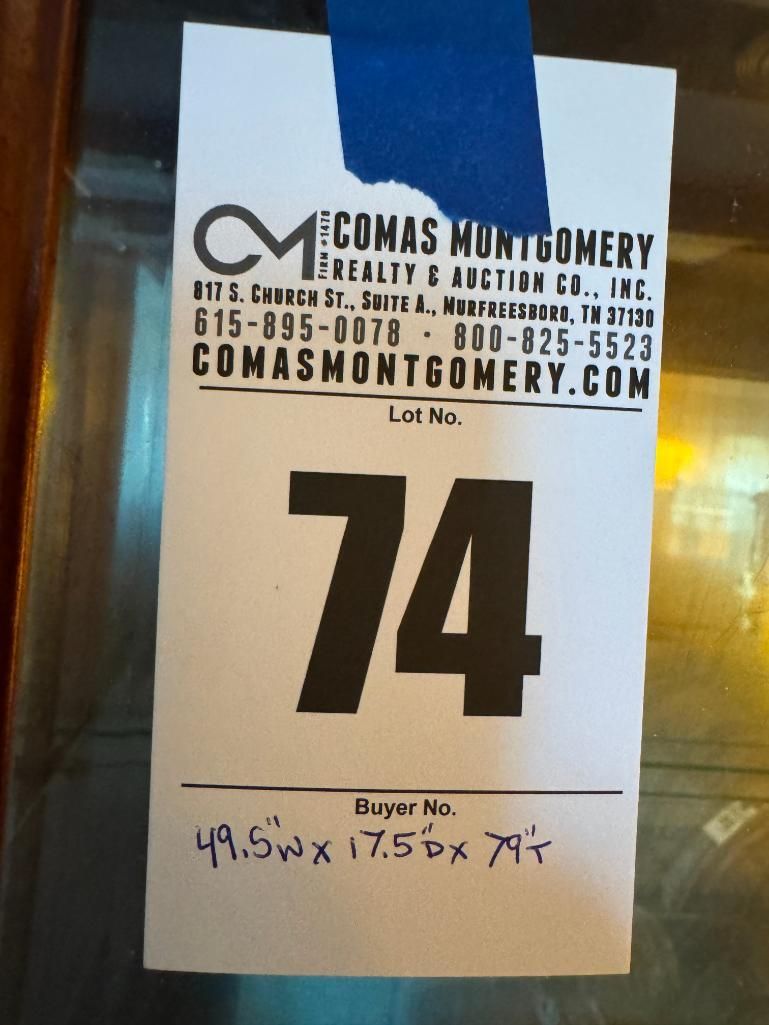 CM FIRM #1478 COMAS MONTGOMERY
REALTY & AUCTION CO., INC.
817 S. CHURCH ST., SUITE A., MURFREESBORO, TN 37130
615-895-0078 · 800-825-5523
COMASMONTGOMERY.COM
Lot No.
74
Buyer No.
49.5"W x 17.5"D x 79"T